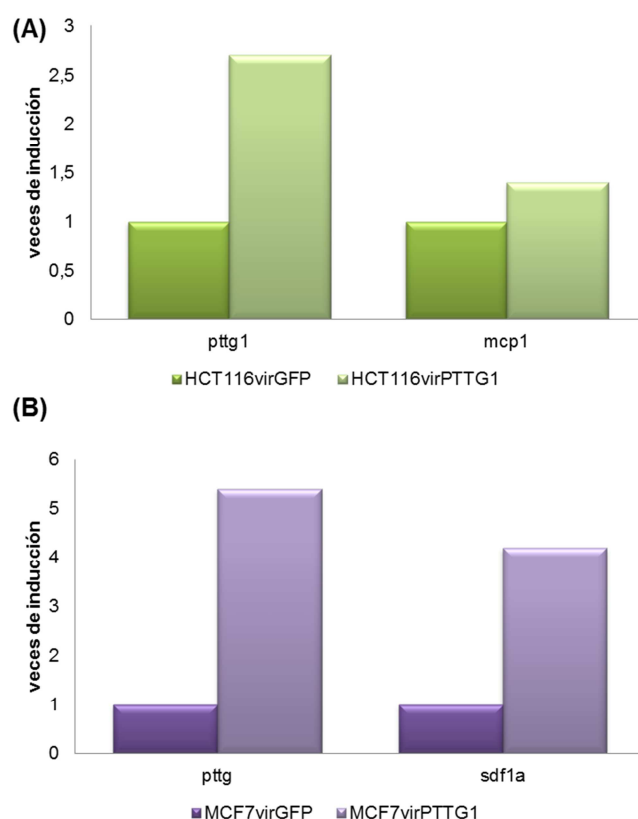 (A)
veces de inducción
3
2,5
2
1,5
1
0,5
0
pttg1 mcp1
HCT116virGFP HCT116virPTTG1
(B)
veces de inducción
6
5
4
3
2
1
0
pttg sdf1a
MCF7virGFP MCF7virPTTG1